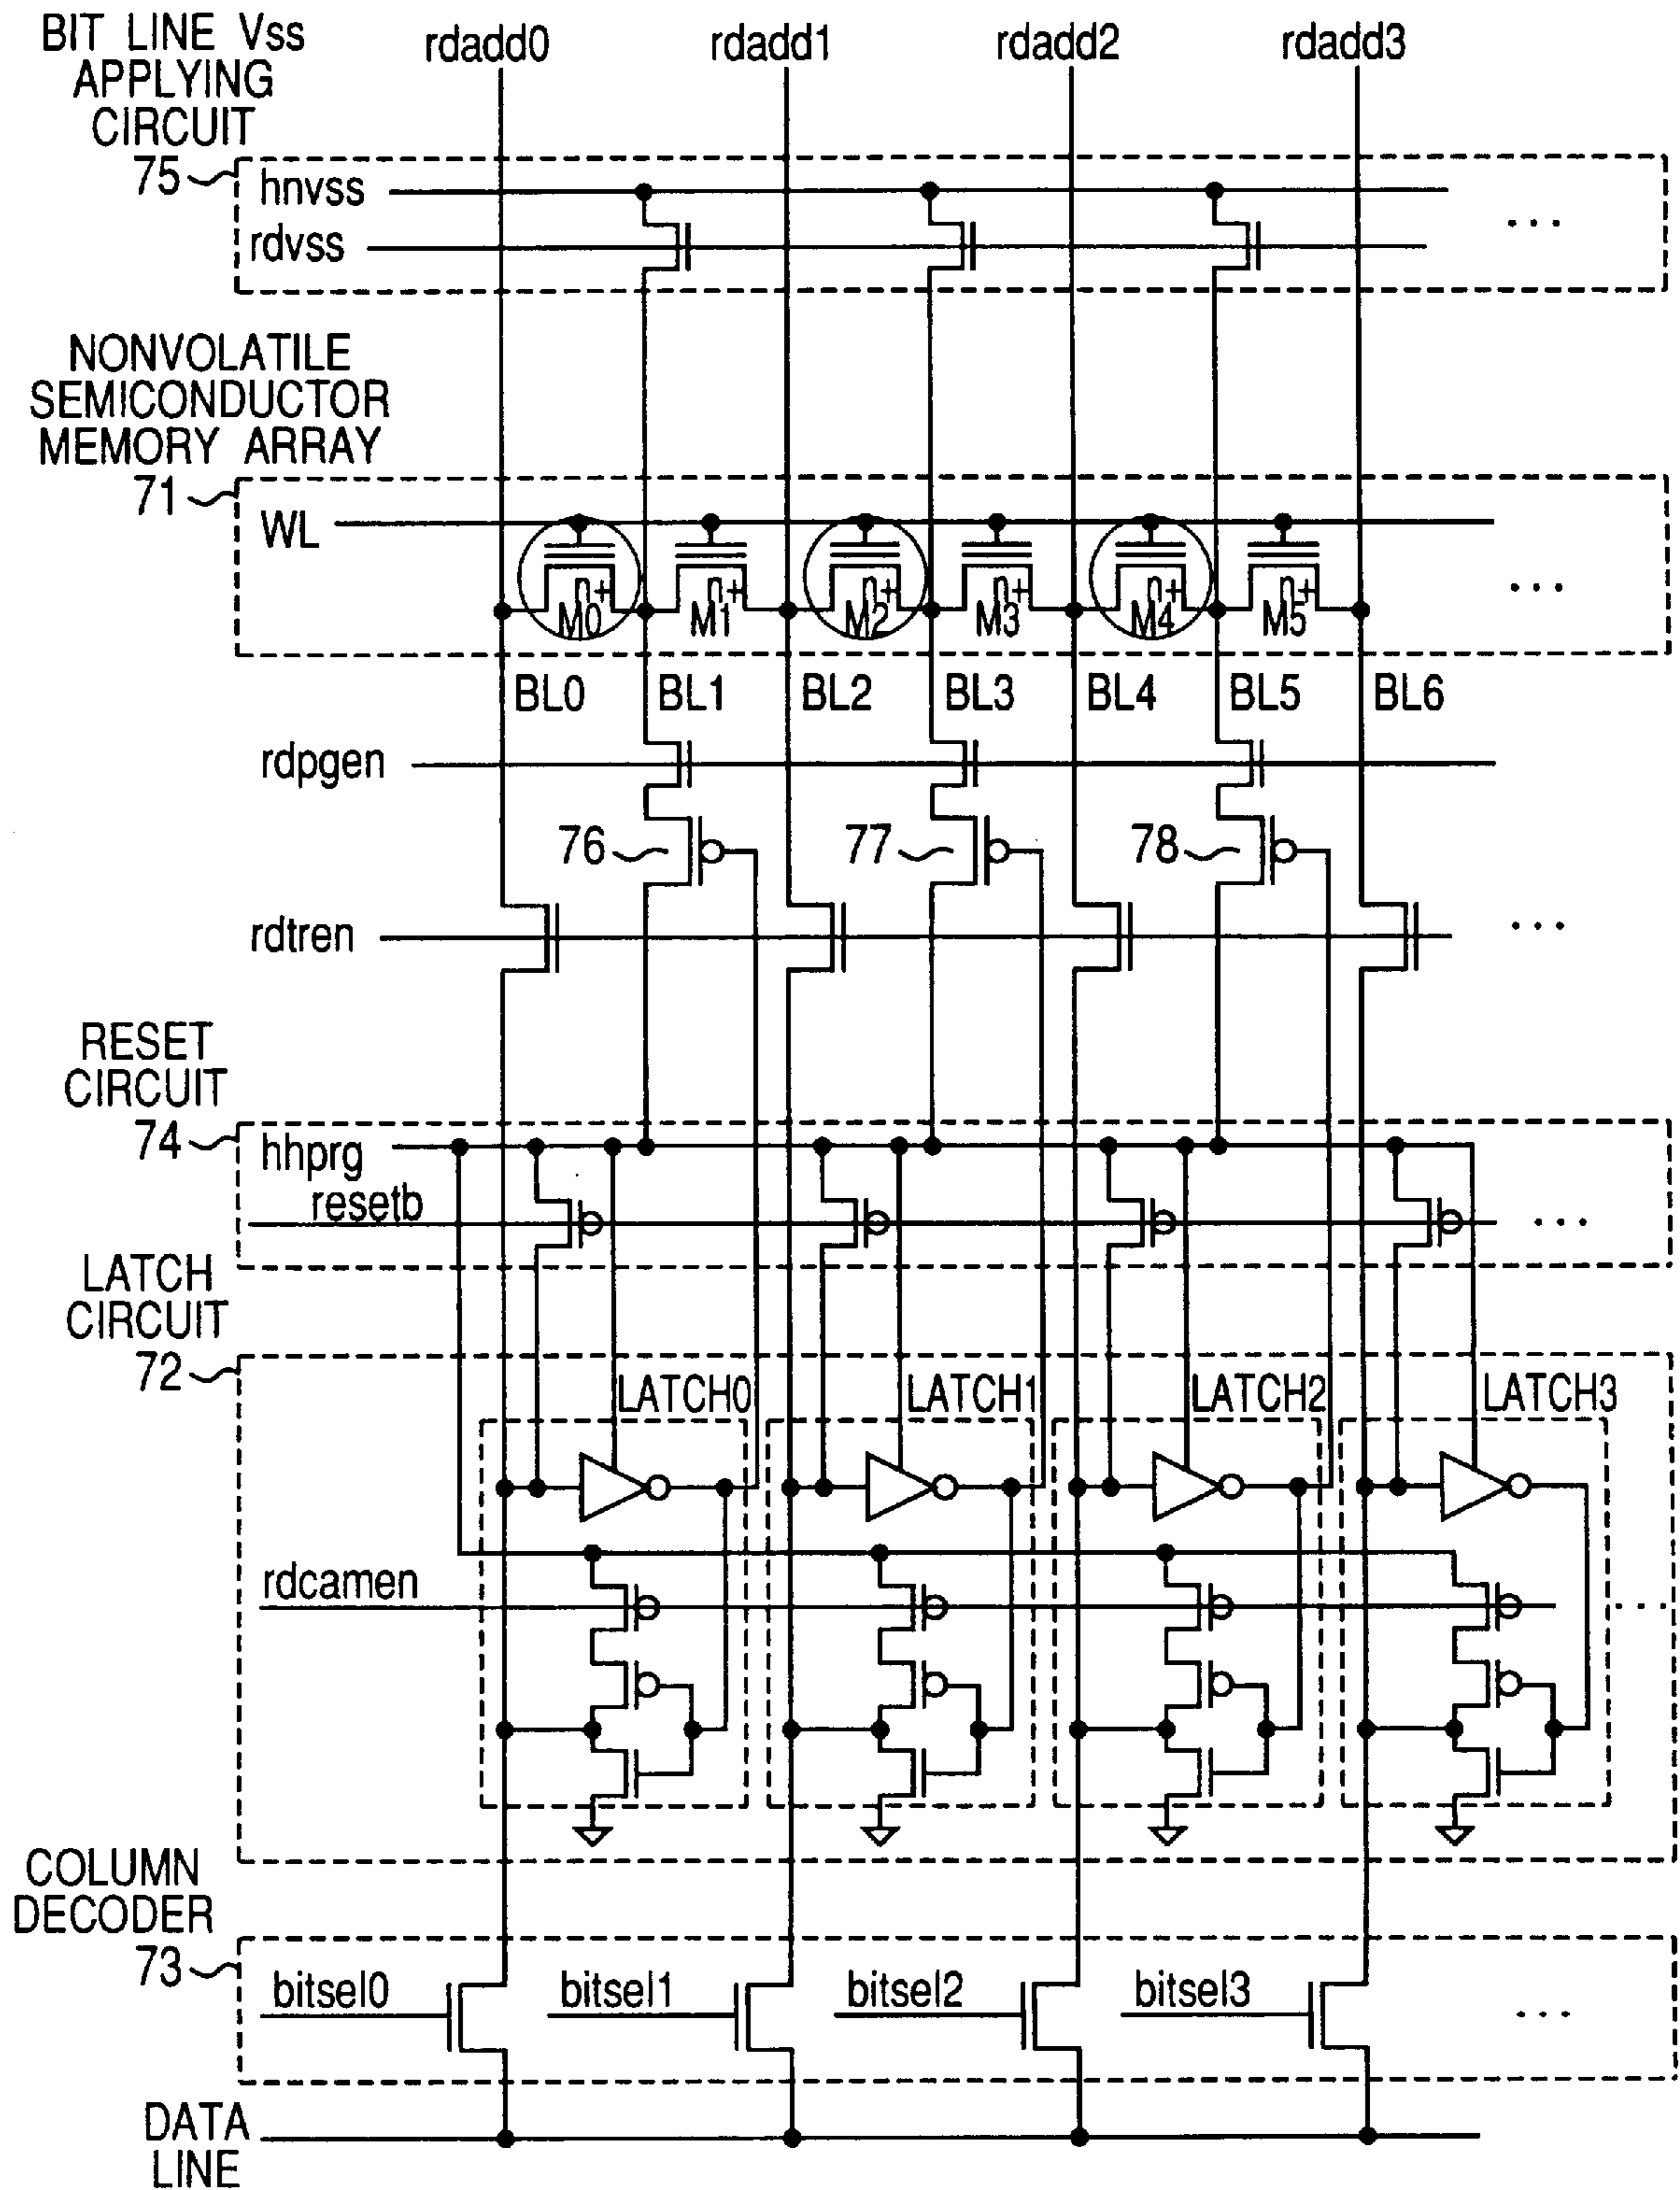 BIT LINE Vss
APPLYING
CIRCUIT
75
rdadd0 rdadd1 rdadd2 rdadd3
hnvss
rdvss
...
NONVOLATILE
SEMICONDUCTOR
MEMORY ARRAY
71
WL
n+ n+ n+ n+ n+ n+
M0 M1 M2 M3 M4 M5
...
BL0 BL1 BL2 BL3 BL4 BL5 BL6
rdpgen
76 77 78
rdtren
...
RESET
CIRCUIT
74
hhprg
resetb
...
LATCH
CIRCUIT
72
LATCH0 LATCH1 LATCH2 LATCH3
rdcamen
...
COLUMN
DECODER
73
bitsel0 bitsel1 bitsel2 bitsel3
...
DATA
LINE